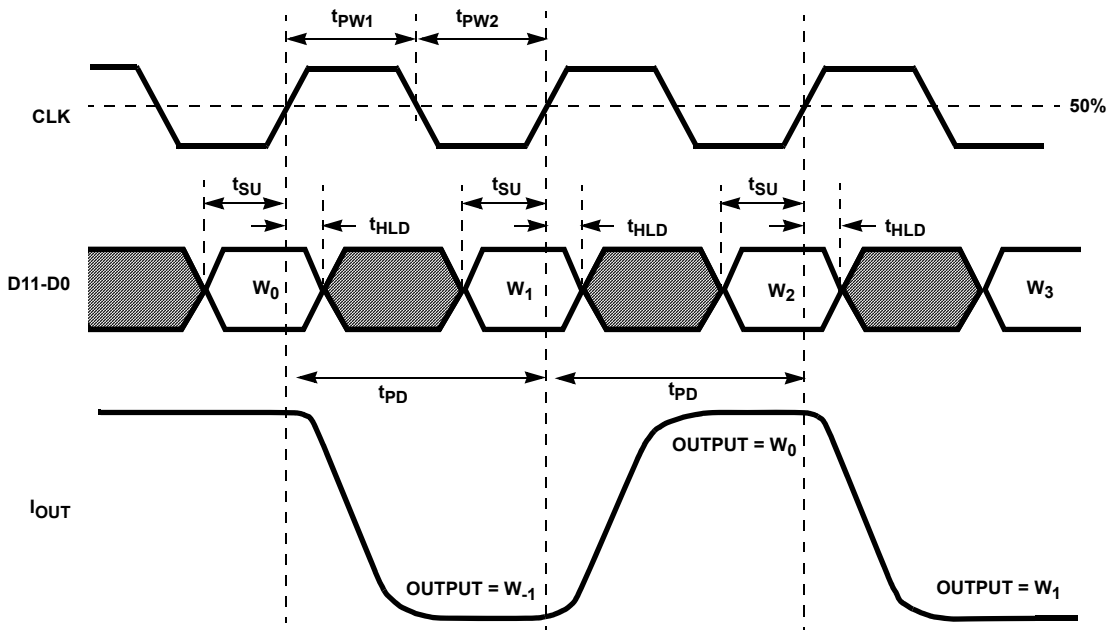 tPW1 tPW2
CLK
50%
tSU tSU tSU
tHLD tHLD tHLD
D11-D0 W0 W1 W2 W3
tPD tPD
OUTPUT = W0
IOUT
OUTPUT = W-1 OUTPUT = W1